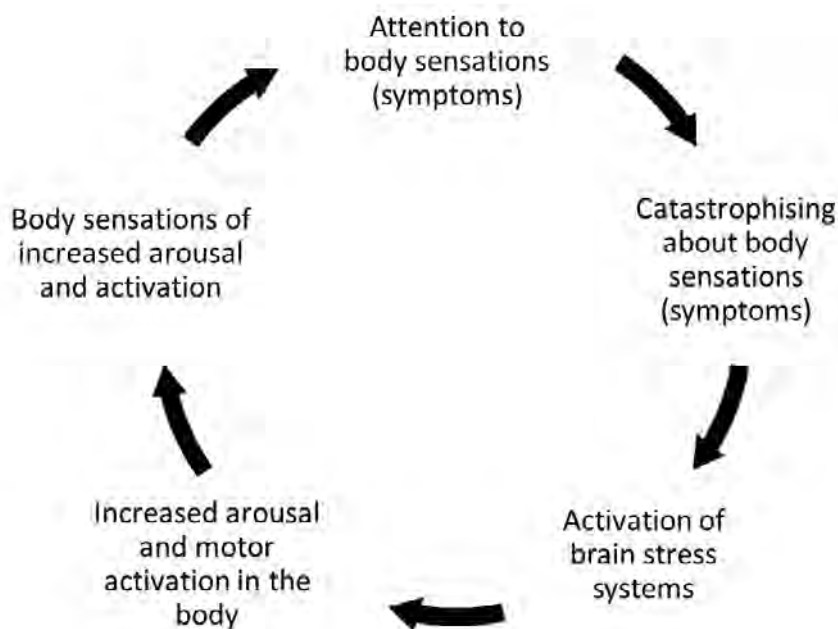 Attention to
body sensations
(symptoms)
Catastrophising
about body
sensations
(symptoms)
Activation of
brain stress
systems
Increased arousal
and motor
activation in the
body
Body sensations of
increased arousal
and activation